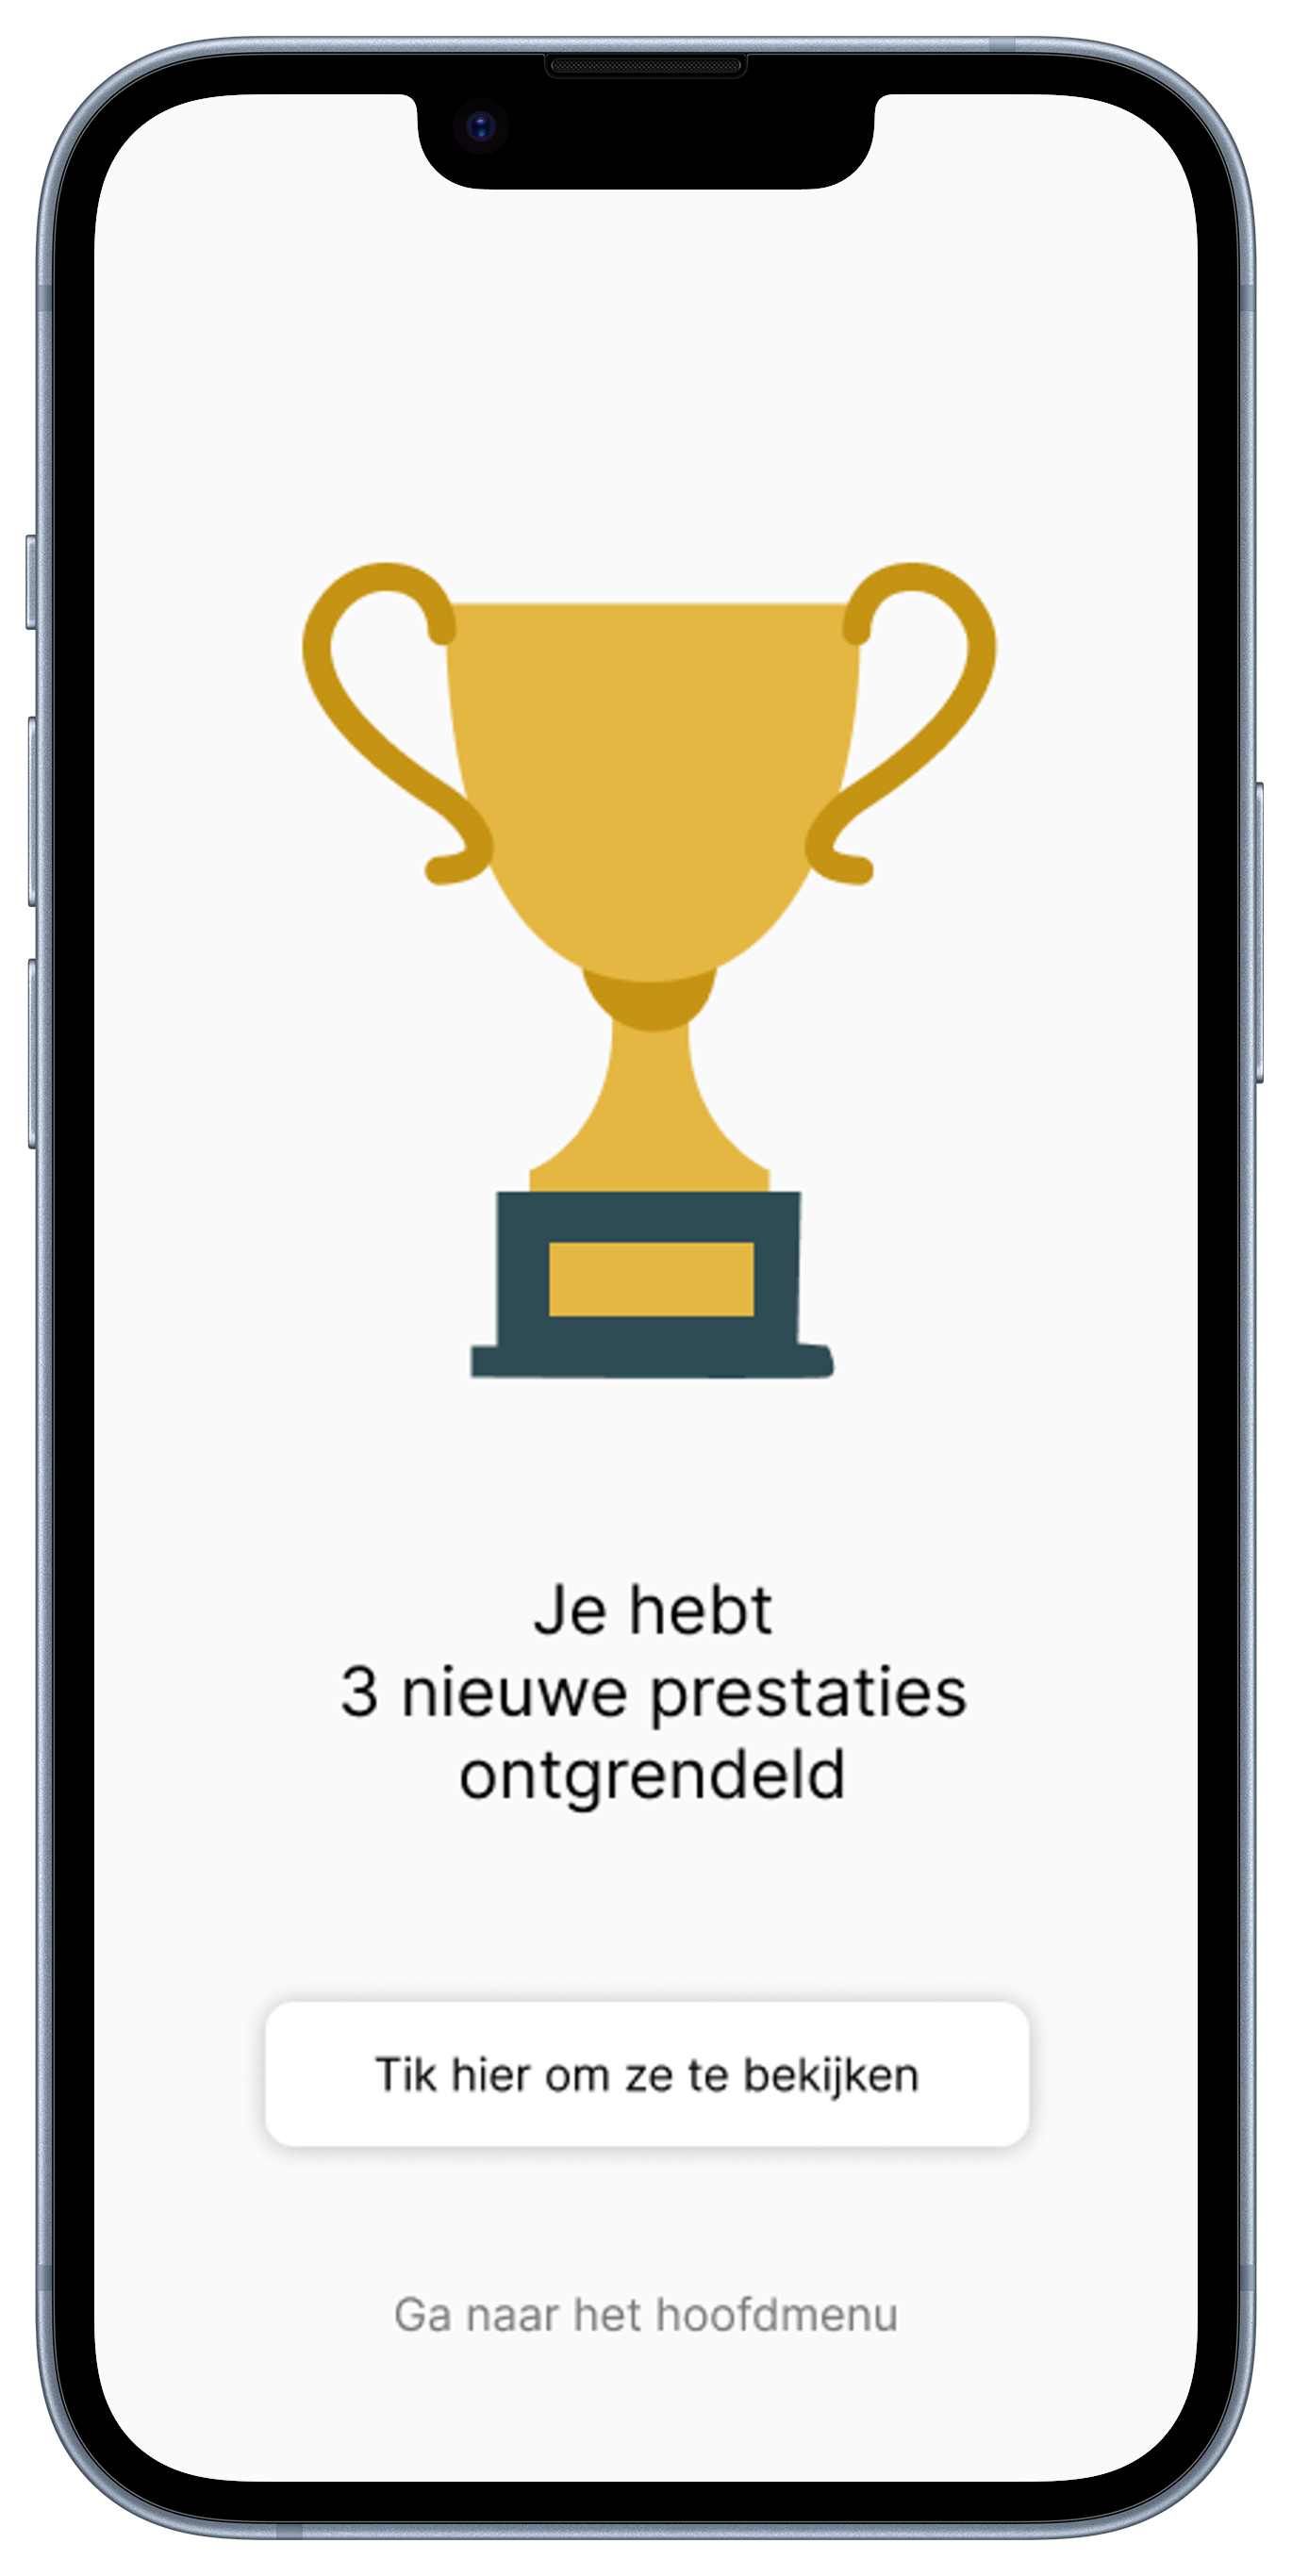 Je hebt
3 nieuwe prestaties
ontgrendeld
Tik hier om ze te bekijken
Ga naar het hoofdmenu